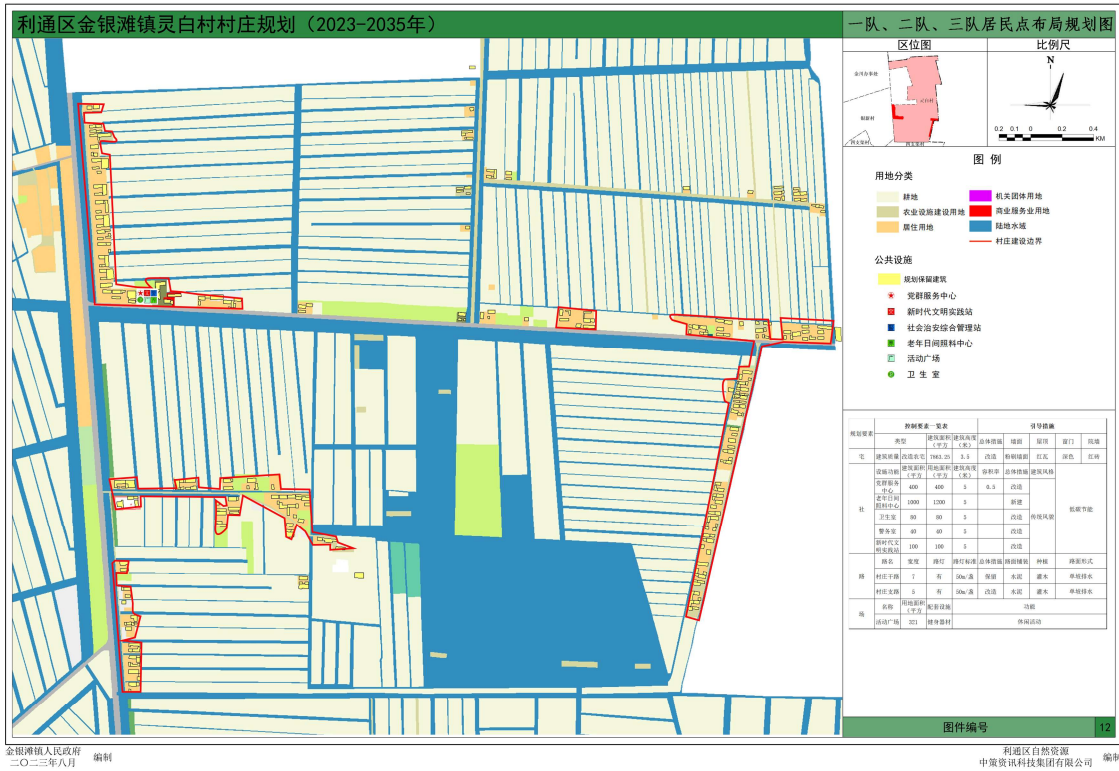 利通区金银滩镇灵白村村庄规划（2023-2035年）
一队、二队、三队居民点布局规划图
区位图
比例尺
N
0.2 0.1 0 0.2 0.4
KM
图 例
用地分类
耕地
机关团体用地
农业设施建设用地
商业服务业用地
居住用地
陆地水域
村庄建设边界
公共设施
规划保留建筑
党群服务中心
新时代文明实践站
社会治安综合管理站
老年日间照料中心
活动广场
卫 生 室
规划要素 控制要素一览表 引导措施
类型 建筑面积（平方 建筑高度（米） 总体措施 墙面 屋顶 窗门 院墙
宅 建筑质量 改造农宅 7863.25 3.5 改造 粉刷墙面 红瓦 深色 红砖
社 设施功能 建筑面积（平方 用地面积（平方 建筑高度（米） 容积率 总体措施 建筑风格
党群服务中心 400 400 5 0.5 改造 传统风貌 低碳节能
老年日间照料中心 1000 1200 3 新建
卫生室 80 80 5 改造
警务室 40 40 5 改造
新时代文明实践站 100 100 5 改造
路 路名 宽度 路灯 路灯标准 总体措施 路面铺装 种植 路面形式
村庄干路 7 有 50m/盏 保留 水泥 灌木 单坡排水
村庄支路 5 有 50m/盏 改造 水泥 灌木 单坡排水
场 名称 用地面积（平方 配套设施 功能
活动广场 321 健身器材 休闲活动
图件编号 12
金银滩镇人民政府
二〇二三年八月 编制
利通区自然资源
中策资讯科技集团有限公司 编制